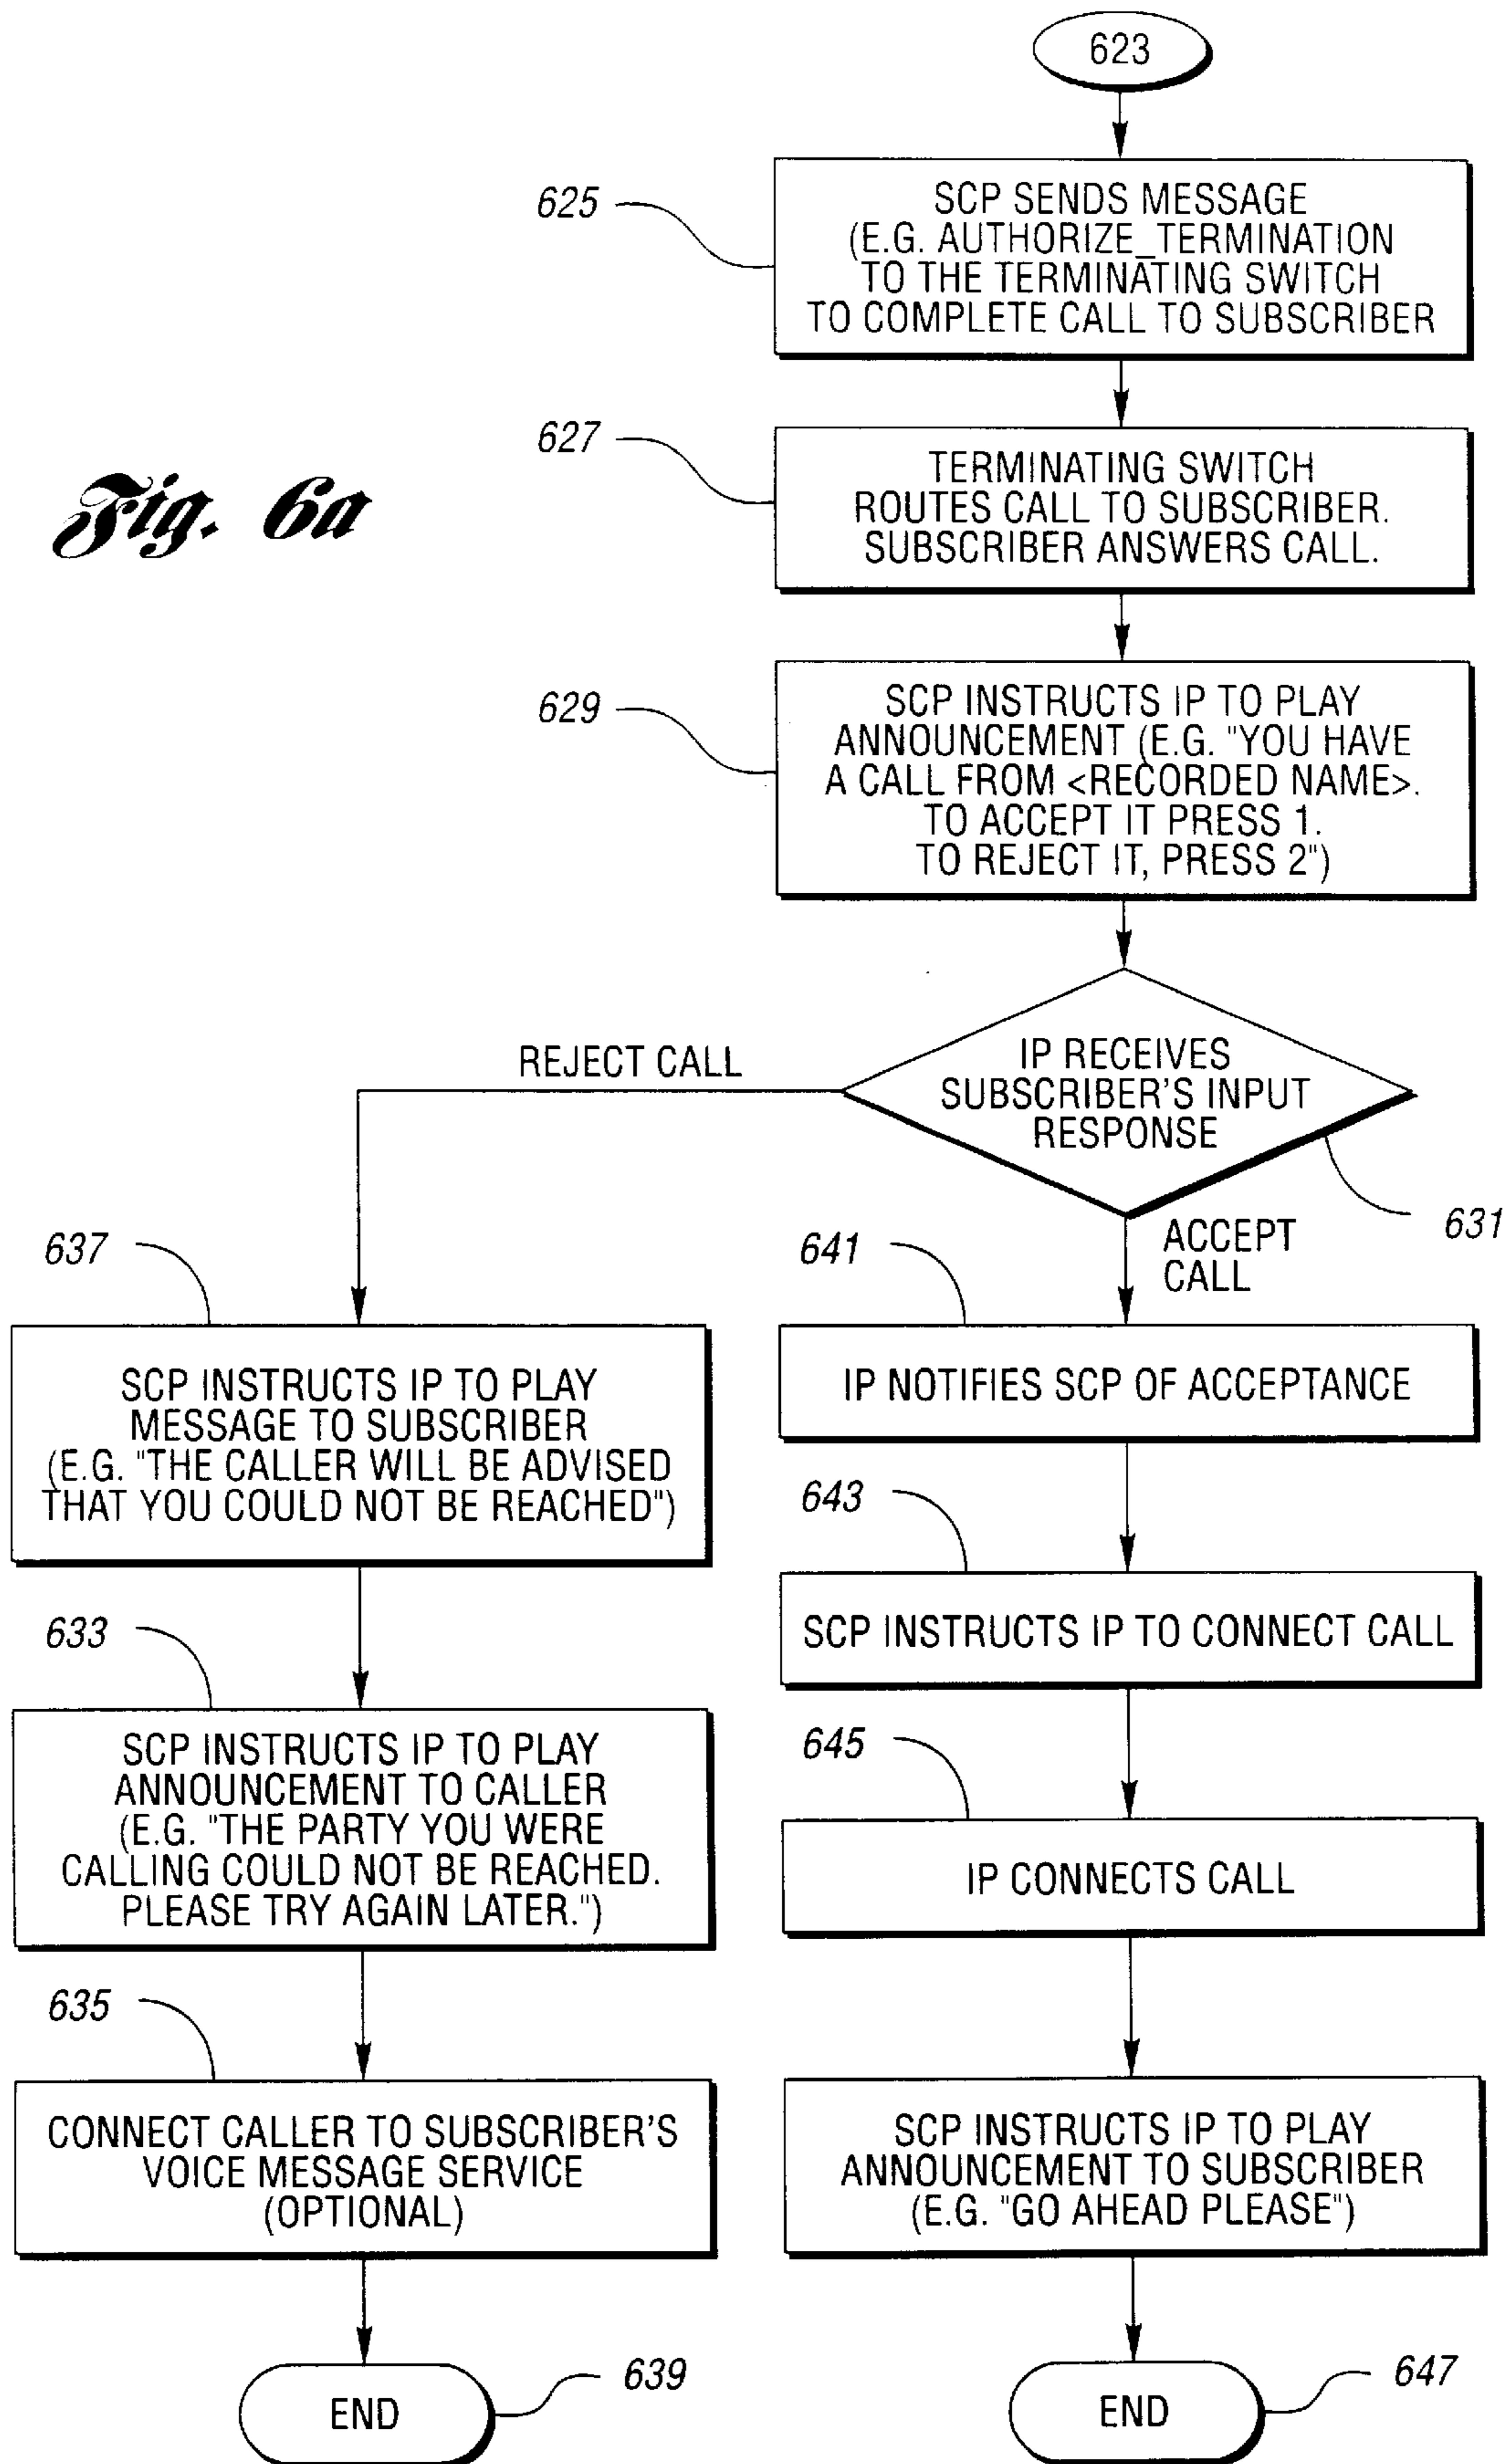 623
625
SCP SENDS MESSAGE
(E.G. AUTHORIZE_TERMINATION
TO THE TERMINATING SWITCH
TO COMPLETE CALL TO SUBSCRIBER
627
TERMINATING SWITCH
ROUTES CALL TO SUBSCRIBER.
SUBSCRIBER ANSWERS CALL.
Fig. 6a
629
SCP INSTRUCTS IP TO PLAY
ANNOUNCEMENT (E.G. "YOU HAVE
A CALL FROM <RECORDED NAME>.
TO ACCEPT IT PRESS 1.
TO REJECT IT, PRESS 2")
REJECT CALL
IP RECEIVES
SUBSCRIBER'S INPUT
RESPONSE
631
ACCEPT
CALL
637
SCP INSTRUCTS IP TO PLAY
MESSAGE TO SUBSCRIBER
(E.G. "THE CALLER WILL BE ADVISED
THAT YOU COULD NOT BE REACHED")
641
IP NOTIFIES SCP OF ACCEPTANCE
643
SCP INSTRUCTS IP TO CONNECT CALL
633
SCP INSTRUCTS IP TO PLAY
ANNOUNCEMENT TO CALLER
(E.G. "THE PARTY YOU WERE
CALLING COULD NOT BE REACHED.
PLEASE TRY AGAIN LATER.")
645
IP CONNECTS CALL
635
CONNECT CALLER TO SUBSCRIBER'S
VOICE MESSAGE SERVICE
(OPTIONAL)
SCP INSTRUCTS IP TO PLAY
ANNOUNCEMENT TO SUBSCRIBER
(E.G. "GO AHEAD PLEASE")
END
639
END
647